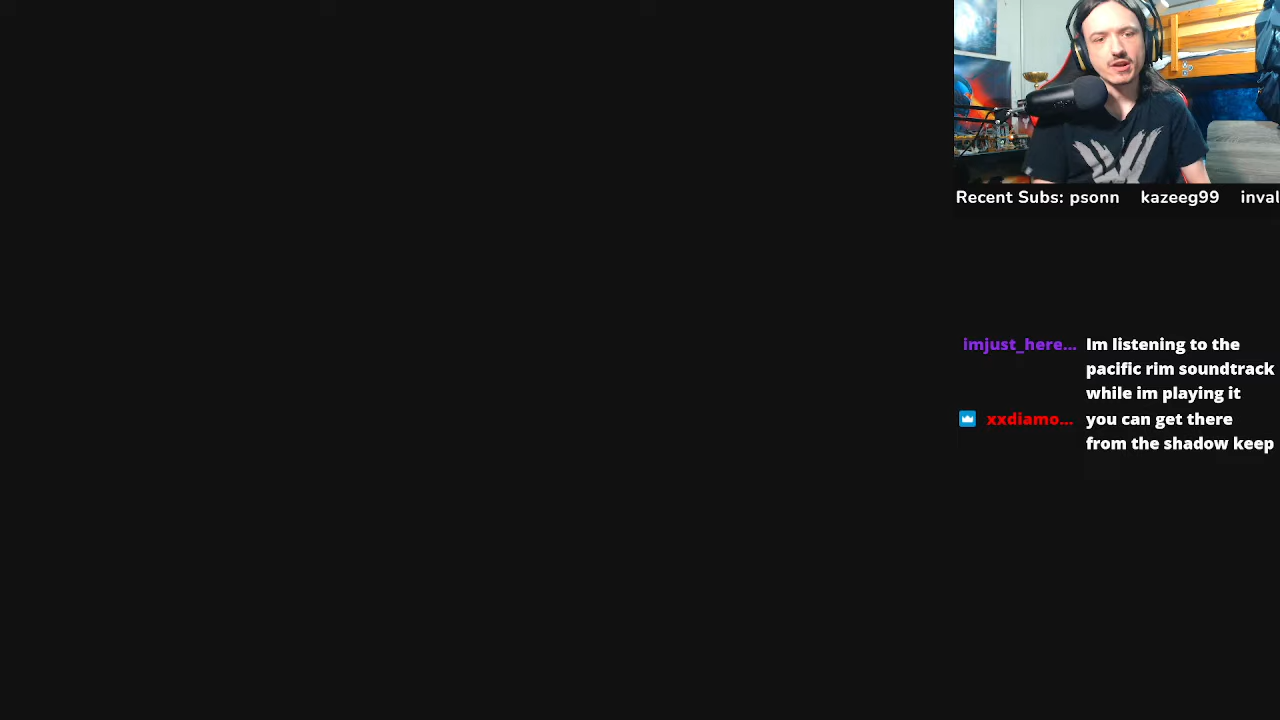 Recent Subs: psonn kazeeg99 inval
imjust_here... Im listening to the
pacific rim soundtrack
while im playing it
xxdiamo... you can get there
from the shadow keep